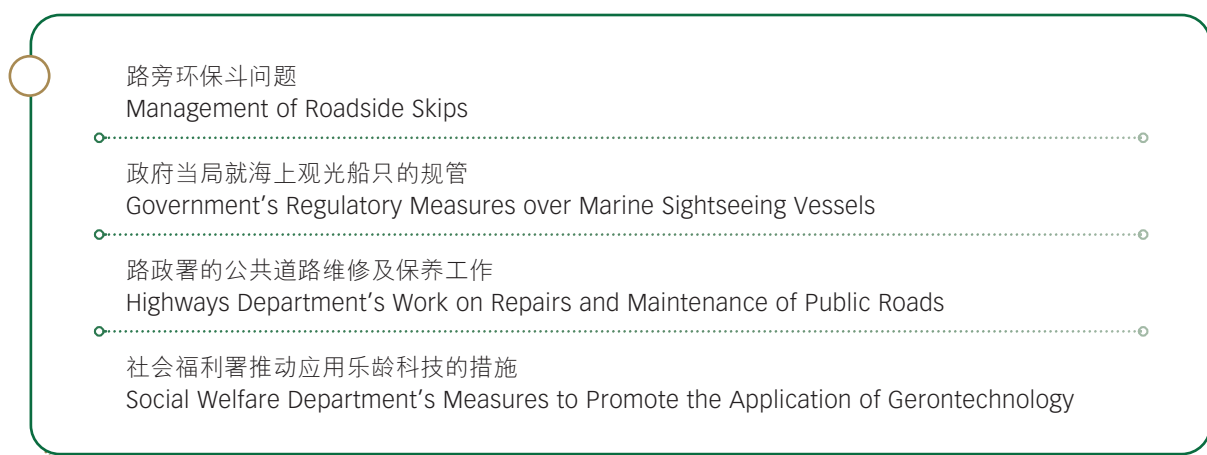 路旁环保斗问题
Management of Roadside Skips
政府当局就海上观光船只的规管
Government’s Regulatory Measures over Marine Sightseeing Vessels
路政署的公共道路维修及保养工作
Highways Department’s Work on Repairs and Maintenance of Public Roads
社会福利署推动应用乐龄科技的措施
Social Welfare Department’s Measures to Promote the Application of Gerontechnology